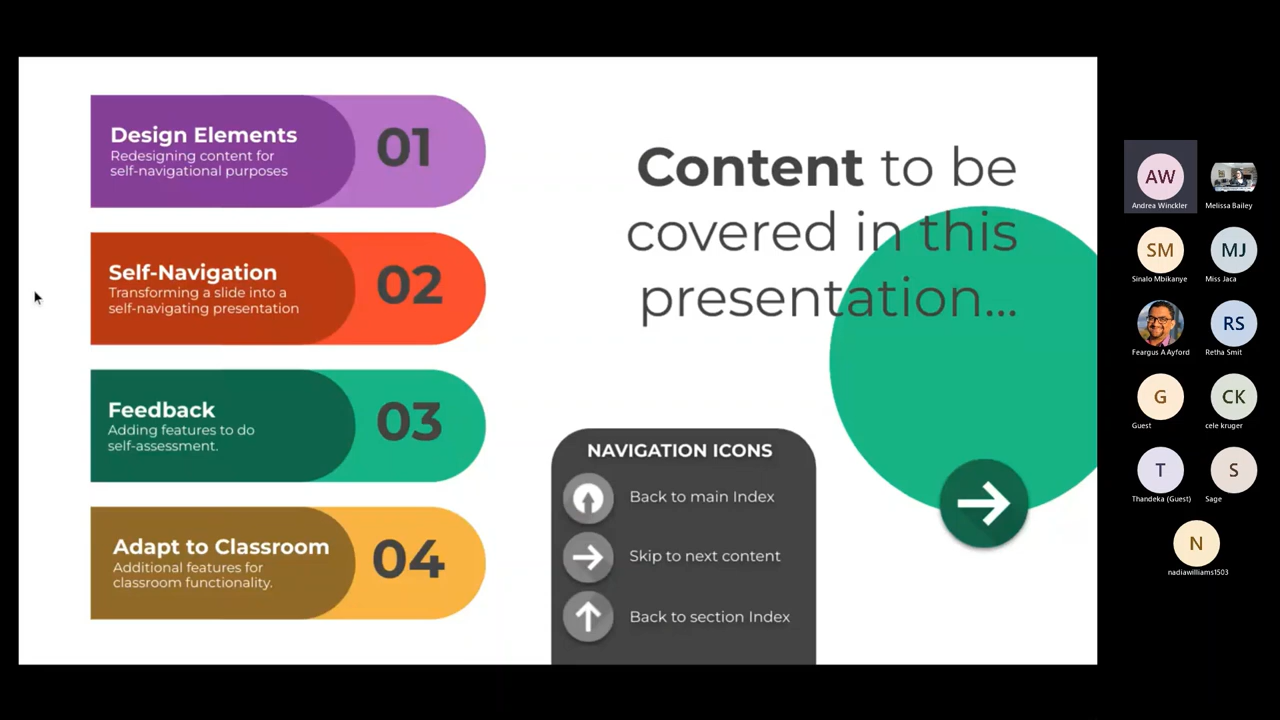 Design Elements
Redesigning content for
self-navigational purposes
01
Self-Navigation
Transforming a slide into a
self-navigating presentation
02
Feedback
Adding features to do
self-assessment.
03
Adapt to Classroom
Additional features for
classroom functionality.
04
Content to be
covered in this
presentation...
NAVIGATION ICONS
Back to main Index
Skip to next content
Back to section Index
AW
Andrea Winckler
Melissa Bailey
SM
Sinalo Mbikanye
MJ
Miss Jaca
Feargus A Ayford
RS
Retha Smit
G
Guest
CK
cele kruger
T
Thandeka (Guest)
S
Sage
N
nadiawilliams1503